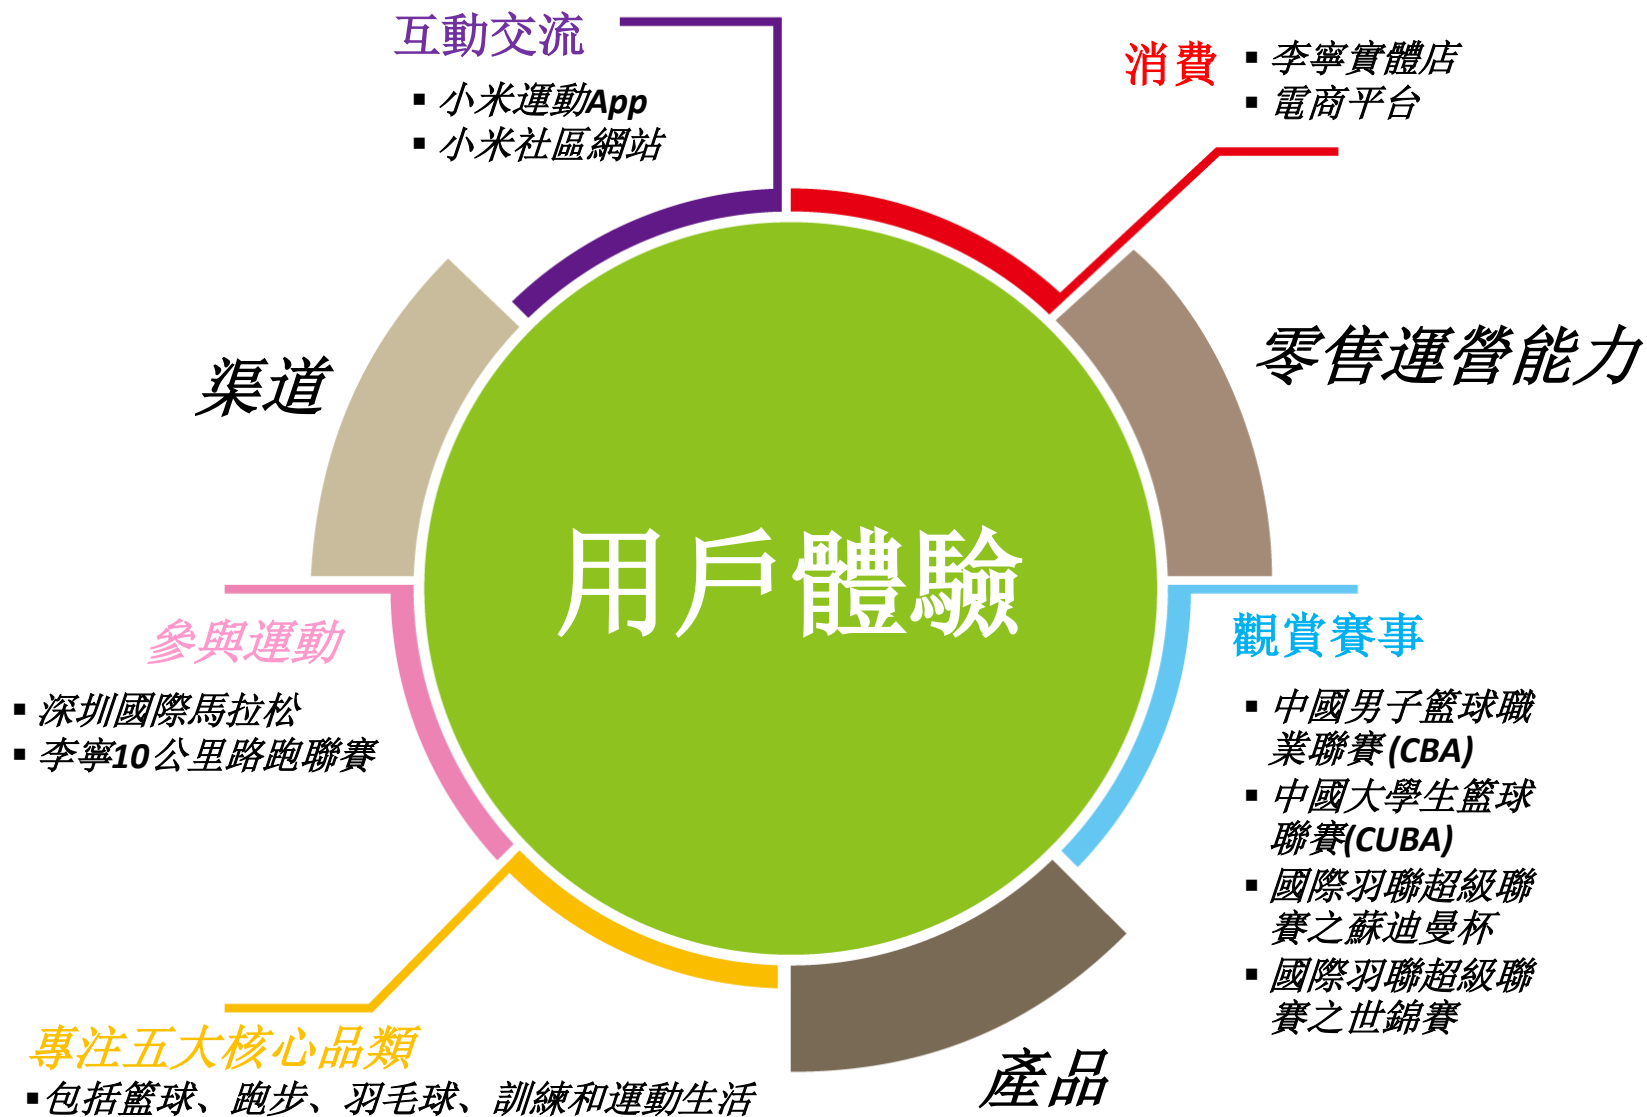 互動交流
▪ 小米運動App
▪ 小米社區網站
消費
▪ 李寧實體店
▪ 電商平台
渠道
零售運營能力
用戶體驗
參與運動
▪ 深圳國際馬拉松
▪ 李寧10公里路跑聯賽
觀賞賽事
▪ 中國男子籃球職
業聯賽 (CBA)
▪ 中國大學生籃球
聯賽(CUBA)
▪ 國際羽聯超級聯
賽之蘇迪曼杯
▪ 國際羽聯超級聯
賽之世錦賽
專注五大核心品類
▪包括籃球、跑步、羽毛球、訓練和運動生活
產品